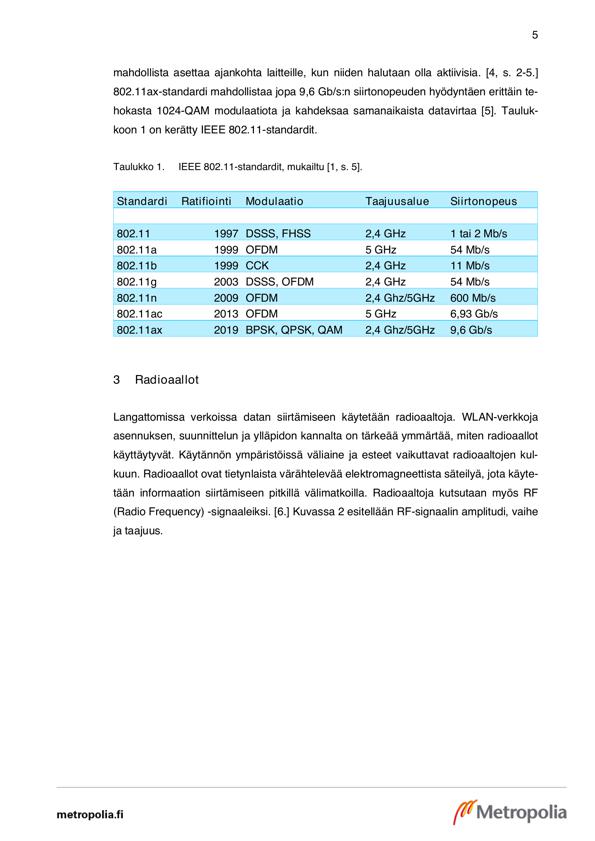 5
mahdollista asettaa ajankohta laitteille, kun niiden halutaan olla aktiivisia. [4, s. 2-5.]
802.11ax-standardi mahdollistaa jopa 9,6 Gb/s:n siirtonopeuden hyödyntäen erittäin te-
hokasta 1024-QAM modulaatiota ja kahdeksaa samanaikaista datavirtaa [5]. Tauluk-
koon 1 on kerätty IEEE 802.11-standardit.
Taulukko 1. IEEE 802.11-standardit, mukailtu [1, s. 5].
Standardi Ratifiointi Modulaatio Taajuusalue Siirtonopeus
802.11 1997 DSSS, FHSS 2,4 GHz 1 tai 2 Mb/s
802.11a 1999 OFDM 5 GHz 54 Mb/s
802.11b 1999 CCK 2,4 GHz 11 Mb/s
802.11g 2003 DSSS, OFDM 2,4 GHz 54 Mb/s
802.11n 2009 OFDM 2,4 Ghz/5GHz 600 Mb/s
802.11ac 2013 OFDM 5 GHz 6,93 Gb/s
802.11ax 2019 BPSK, QPSK, QAM 2,4 Ghz/5GHz 9,6 Gb/s
3 Radioaallot
Langattomissa verkoissa datan siirtämiseen käytetään radioaaltoja. WLAN-verkkoja
asennuksen, suunnittelun ja ylläpidon kannalta on tärkeää ymmärtää, miten radioaallot
käyttäytyvät. Käytännön ympäristöissä väliaine ja esteet vaikuttavat radioaaltojen kul-
kuun. Radioaallot ovat tietynlaista värähtelevää elektromagneettista säteilyä, jota käyte-
tään informaation siirtämiseen pitkillä välimatkoilla. Radioaaltoja kutsutaan myös RF
(Radio Frequency) -signaaleiksi. [6.] Kuvassa 2 esitellään RF-signaalin amplitudi, vaihe
ja taajuus.
metropolia.fi
Metropolia